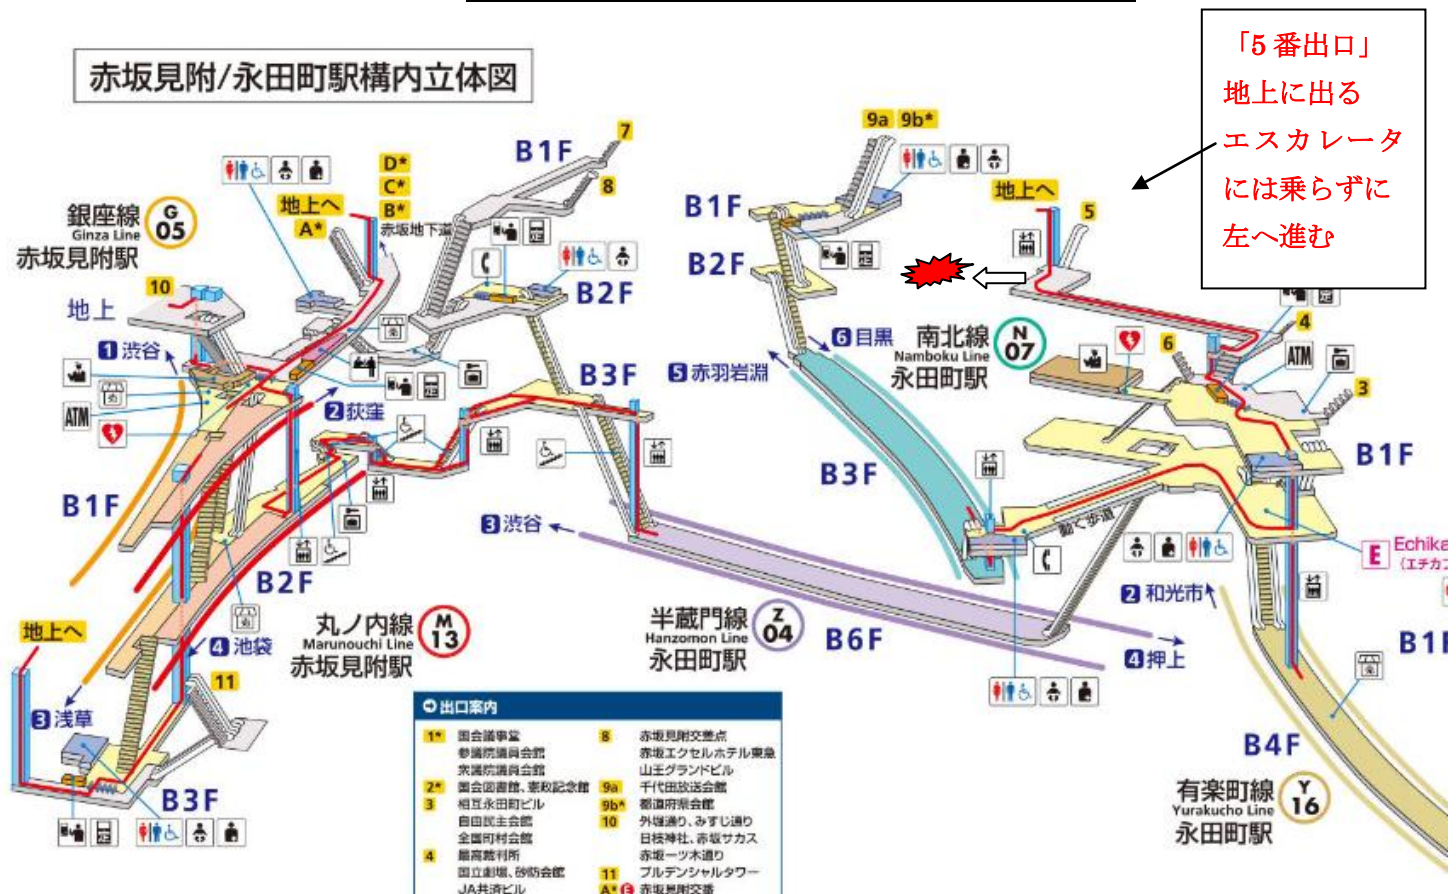 赤坂見附/永田町駅構内立体図
「5番出口」
地上に出る
エスカレータ
には乗らずに
左へ進む
銀座線
Ginza Line
赤坂見附駅
G
05
地上
10
1 渋谷
地上へ
A*
D*
C*
B*
赤坂地下道
B1F
7
8
B2F
B3F
ATM
2 荻窪
B1F
B2F
地上へ
3 浅草
4 池袋
11
B3F
丸ノ内線
Marunouchi Line
赤坂見附駅
M
13
3 渋谷
半蔵門線
Hanzomon Line
永田町駅
Z
04
B6F
4 押上
9a 9b*
B1F
B2F
6 目黒
5 赤羽岩淵
南北線
Namboku Line
永田町駅
N
07
B3F
地上へ
5
4
6
ATM
3
B1F
動く歩道
E Echika
2 和光市
B1F
B4F
有楽町線
Yurakucho Line
永田町駅
Y
16
出口案内
1* 国会議事堂
参議院議員会館
衆議院議員会館
2* 国会図書館、憲政記念館
3 相互永田町ビル
自由民主会館
全国町村会館
4 最高裁判所
国立劇場、砂防会館
JA共済ビル
8 赤坂見附交差点
赤坂エクセルホテル東急
山王グランドビル
9a 千代田放送会館
9b* 都道府県会館
10 外堀通り、みすじ通り
日枝神社、赤坂サカス
赤坂一ツ木通り
11 プルデンシャルタワー
A* E 赤坂見附交番